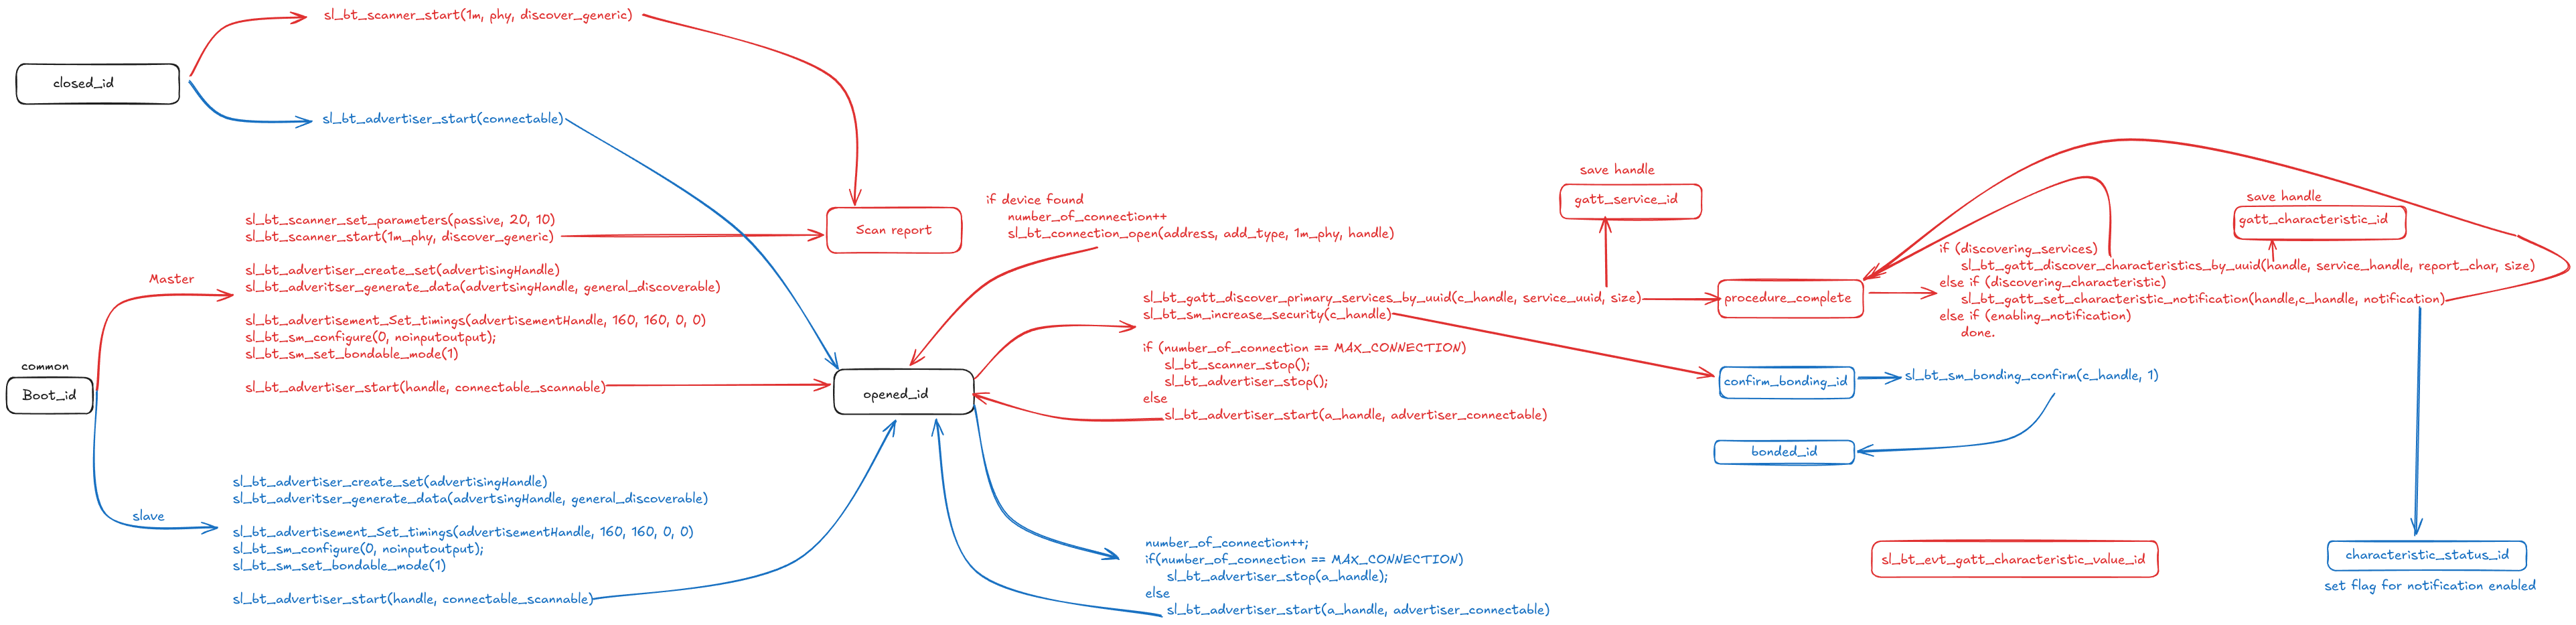 sl_bt_scanner_start(1m, phy, discover_generic)
closed_id
sl_bt_advertiser_start(connectable)
sl_bt_scanner_set_parameters(passive, 20, 10)
sl_bt_scanner_start(1m_phy, discover_generic)
Master
sl_bt_advertiser_create_set(advertisingHandle)
sl_bt_adveritser_generate_data(advertsingHandle, general_discoverable)
sl_bt_advertisement_Set_timings(advertisementHandle, 160, 160, 0, 0)
sl_bt_sm_configure(0, noinputoutput);
sl_bt_sm_set_bondable_mode(1)
sl_bt_advertiser_start(handle, connectable_scannable)
common
Boot_id
slave
sl_bt_advertiser_create_set(advertisingHandle)
sl_bt_adveritser_generate_data(advertsingHandle, general_discoverable)
sl_bt_advertisement_Set_timings(advertisementHandle, 160, 160, 0, 0)
sl_bt_sm_configure(0, noinputoutput);
sl_bt_sm_set_bondable_mode(1)
sl_bt_advertiser_start(handle, connectable_scannable)
Scan report
if device found
number_of_connection++
sl_bt_connection_open(address, add_type, 1m_phy, handle)
opened_id
sl_bt_gatt_discover_primary_services_by_uuid(c_handle, service_uuid, size)
sl_bt_sm_increase_security(c_handle)
if (number_of_connection == MAX_CONNECTION)
sl_bt_scanner_stop();
sl_bt_advertiser_stop();
else
sl_bt_advertiser_start(a_handle, advertiser_connectable)
number_of_connection++;
if(number_of_connection == MAX_CONNECTION)
sl_bt_advertiser_stop(a_handle);
else
sl_bt_advertiser_start(a_handle, advertiser_connectable)
save handle
gatt_service_id
procedure_complete
save handle
gatt_characteristic_id
if (discovering_services)
sl_bt_gatt_discover_characteristics_by_uuid(handle, service_handle, report_char, size)
else if (discovering_characteristic)
sl_bt_gatt_set_characteristic_notification(handle,c_handle, notification)
else if (enabling_notification)
done.
confirm_bonding_id
sl_bt_sm_bonding_confirm(c_handle, 1)
bonded_id
sl_bt_evt_gatt_characteristic_value_id
characteristic_status_id
set flag for notification enabled